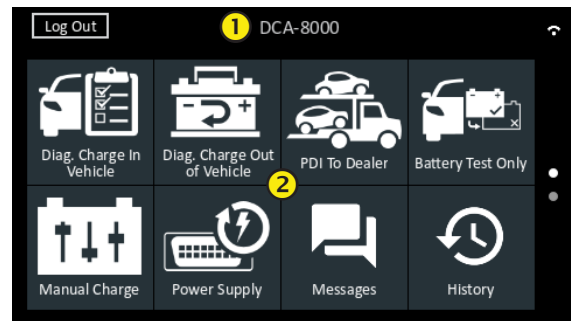 Log Out
1
DCA-8000
Diag. Charge In
Vehicle
Diag. Charge Out
of Vehicle
PDI To Dealer
Battery Test Only
2
Manual Charge
Power Supply
Messages
History